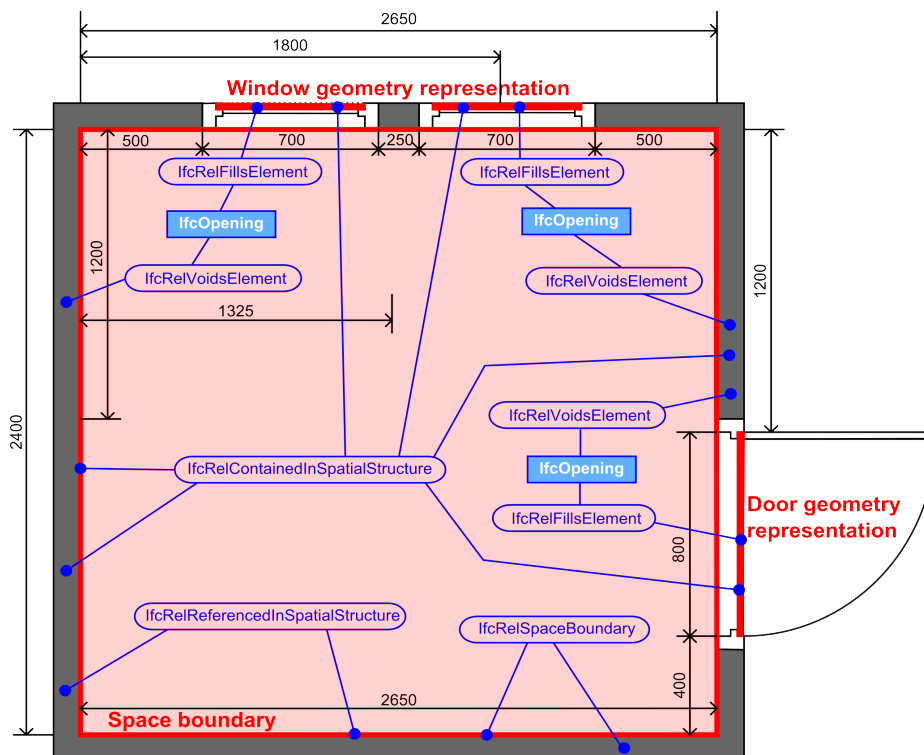 2650
1800
Window geometry representation
500
700
250
700
500
IfcRelFillsElement
IfcRelFillsElement
IfcOpening
IfcOpening
1200
1200
IfcRelVoidsElement
IfcRelVoidsElement
1325
2400
IfcRelVoidsElement
IfcRelContainedInSpatialStructure
IfcOpening
Door geometry
representation
IfcRelFillsElement
800
IfcRelReferencedInSpatialStructure
IfcRelSpaceBoundary
400
2650
Space boundary